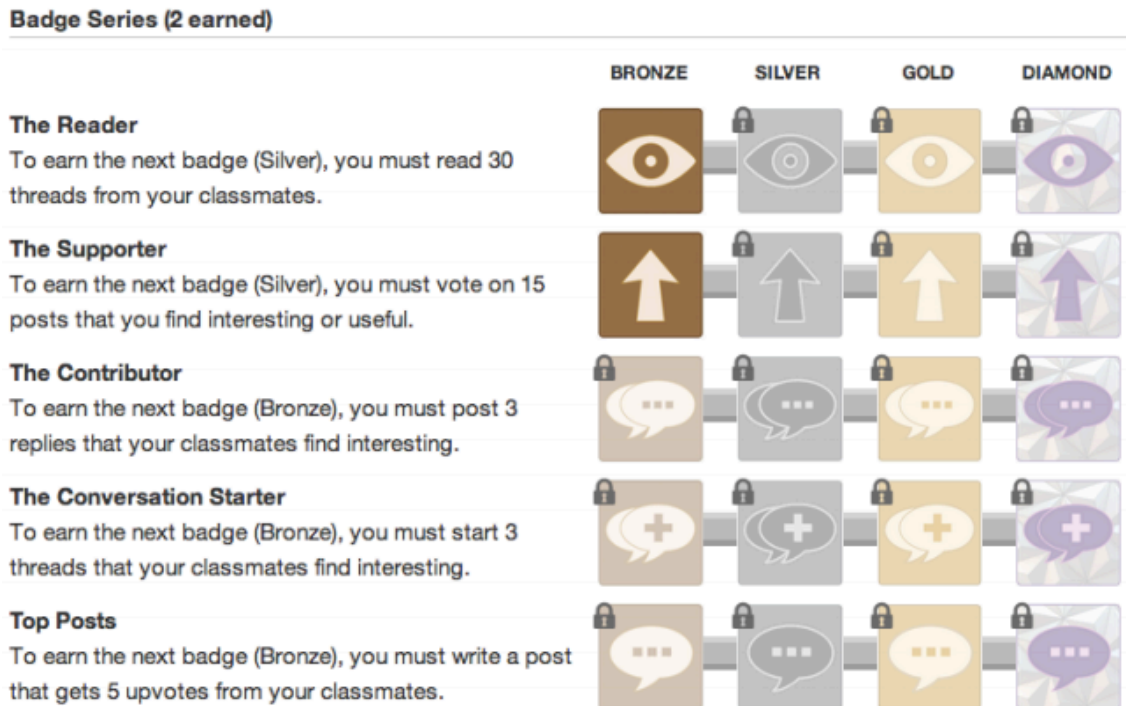 Badge Series (2 earned)
BRONZE SILVER GOLD DIAMOND
The Reader
To earn the next badge (Silver), you must read 30
threads from your classmates.
The Supporter
To earn the next badge (Silver), you must vote on 15
posts that you find interesting or useful.
The Contributor
To earn the next badge (Bronze), you must post 3
replies that your classmates find interesting.
The Conversation Starter
To earn the next badge (Bronze), you must start 3
threads that your classmates find interesting.
Top Posts
To earn the next badge (Bronze), you must write a post
that gets 5 upvotes from your classmates.